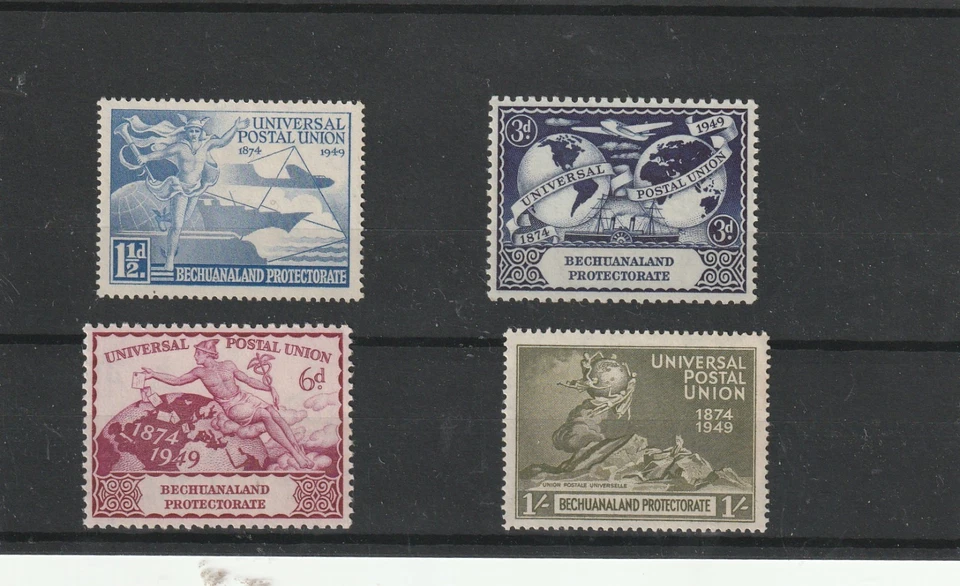 UNIVERSAL
POSTAL UNION
1874 1949
1½d.
BECHUANALAND PROTECTORATE
3d
1949
UNIVERSAL
POSTAL UNION
1874
3d
BECHUANALAND
PROTECTORATE
UNIVERSAL POSTAL UNION
6d.
1874
1949
BECHUANALAND
PROTECTORATE
UNIVERSAL
POSTAL
UNION
1874
1949
UNION POSTALE UNIVERSELLE
1/- BECHUANALAND PROTECTORATE 1/-